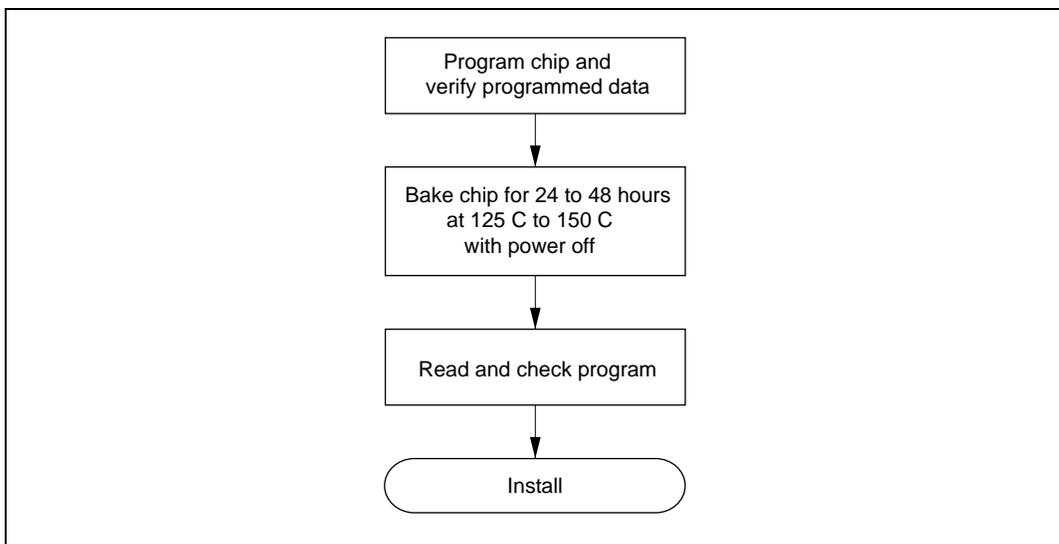 Program chip and
verify programmed data
Bake chip for 24 to 48 hours
at 125 C to 150 C
with power off
Read and check program
Install